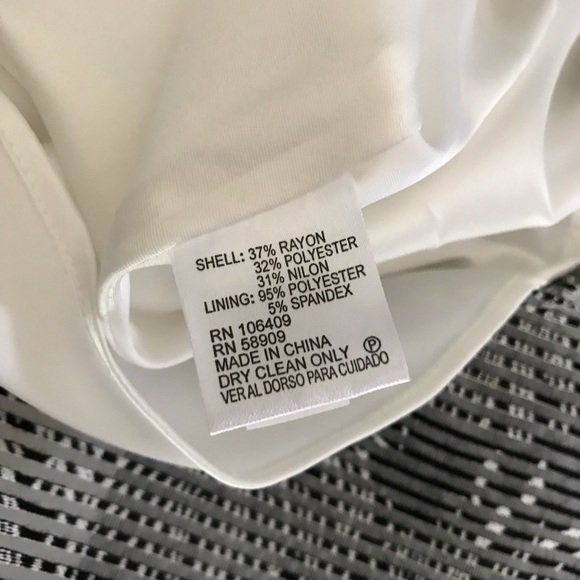 SHELL: 37% RAYON
32% POLYESTER
31% NILON
LINING: 95% POLYESTER
5% SPANDEX
RN 106409
RN 58909
MADE IN CHINA
DRY CLEAN ONLY Ⓟ
VER AL DORSO PARA CUIDADO